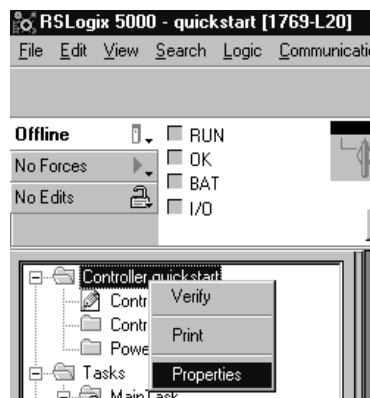 RSLogix 5000 - quickstart [1769-L20]
File Edit View Search Logic Communicati
Offline
RUN
No Forces
OK
BAT
No Edits
I/O
Controller quickstart
Contr
Verify
Contr
Print
Powe
Tasks
Properties
MainTask